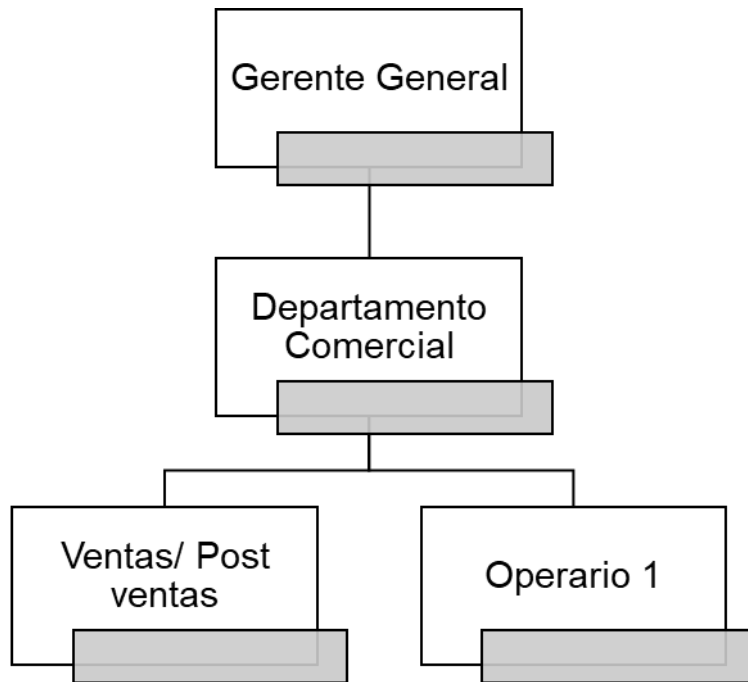 Gerente General
Departamento
Comercial
Ventas/ Post
ventas
Operario 1